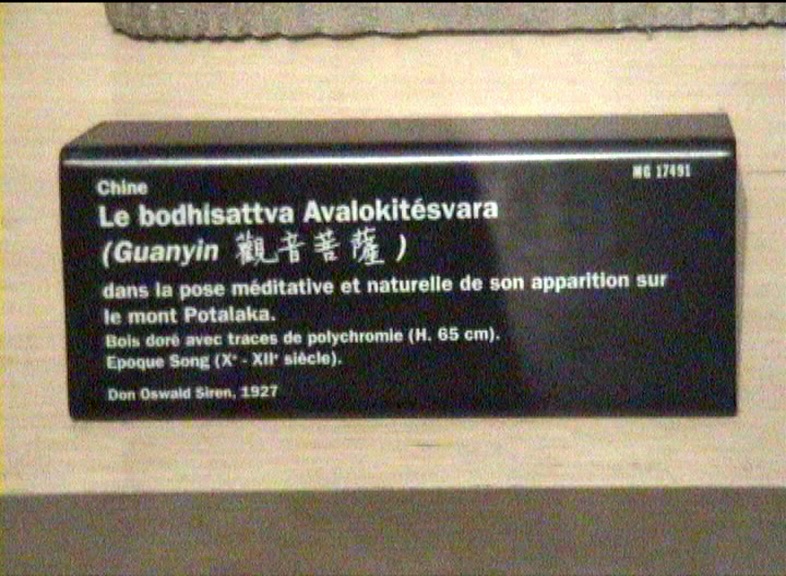 MG 17491
Chine
Le bodhisattva Avalokitésvara
(Guanyin 觀音菩薩)
dans la pose méditative et naturelle de son apparition sur
le mont Potalaka.
Bois doré avec traces de polychromie (H. 65 cm).
Epoque Song (Xᵉ - XIIᵉ siècle).
Don Oswald Siren, 1927